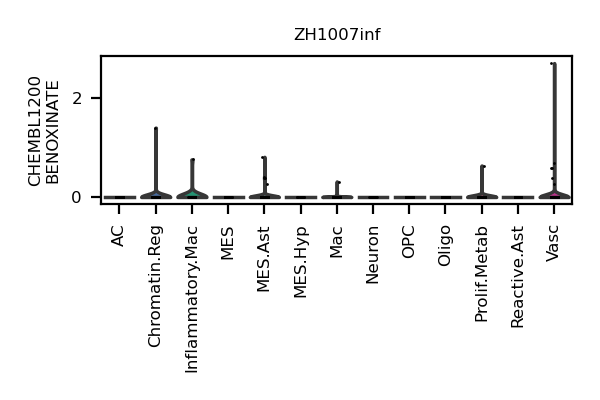 ZH1007inf
CHEMBL1200
BENOXINATE
2
0
AC
Chromatin.Reg
Inflammatory.Mac
MES
MES.Ast
MES.Hyp
Mac
Neuron
OPC
Oligo
Prolif.Metab
Reactive.Ast
Vasc